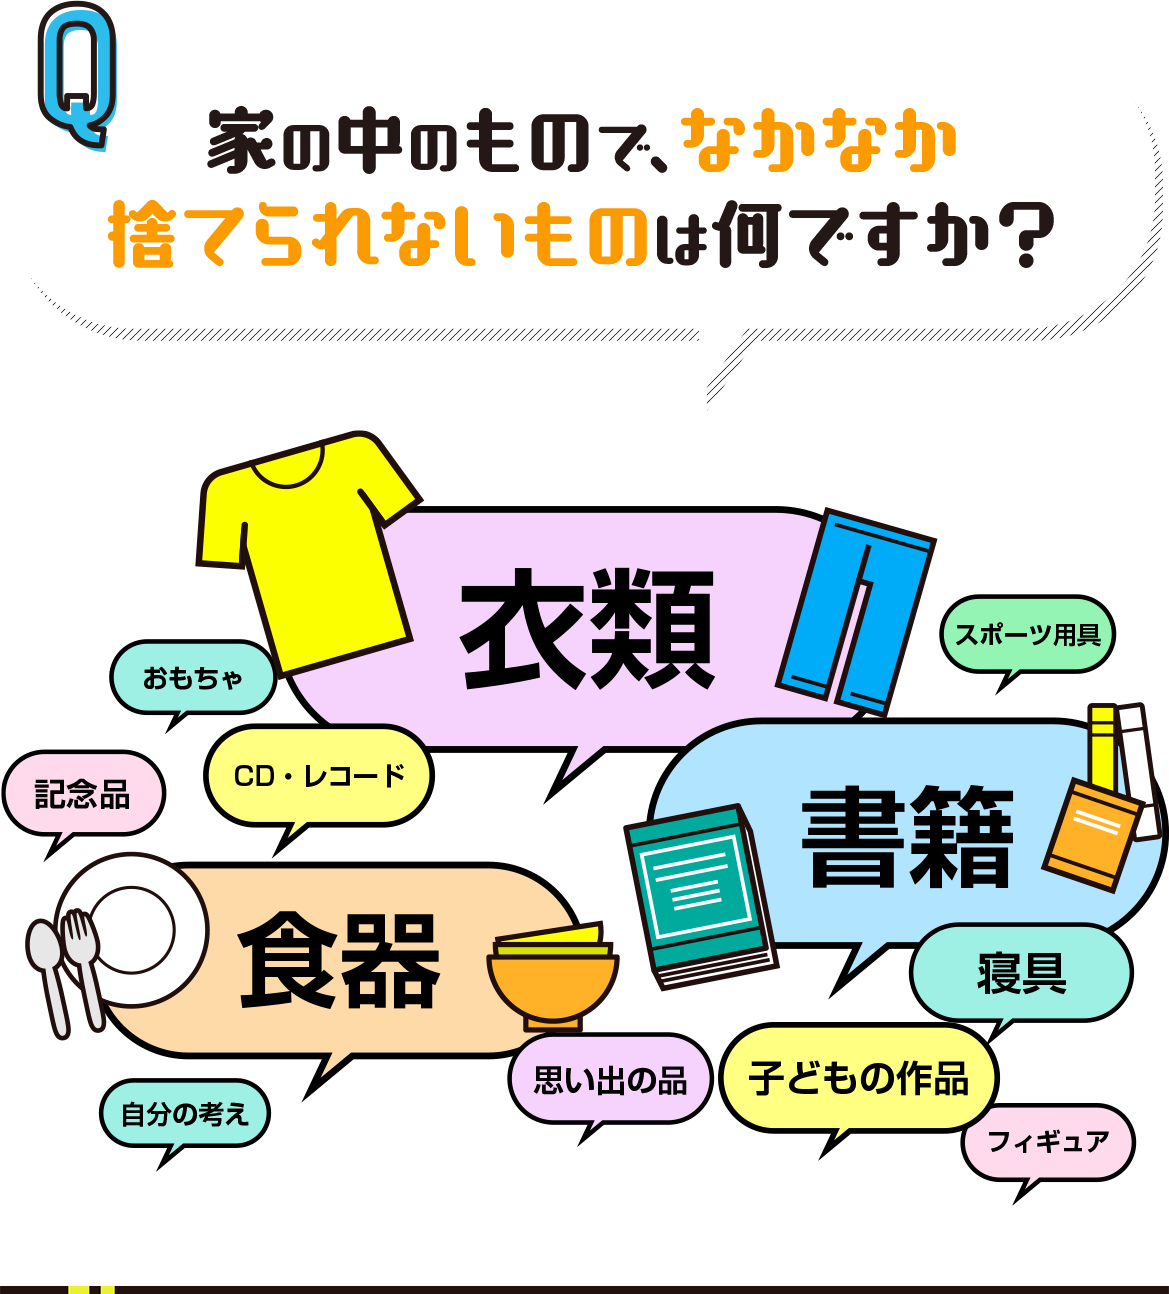 Q
家の中のもので、なかなか
捨てられないものは何ですか？
衣類
スポーツ用具
おもちゃ
CD・レコード
記念品
書籍
食器
寝具
思い出の品
子どもの作品
自分の考え
フィギュア